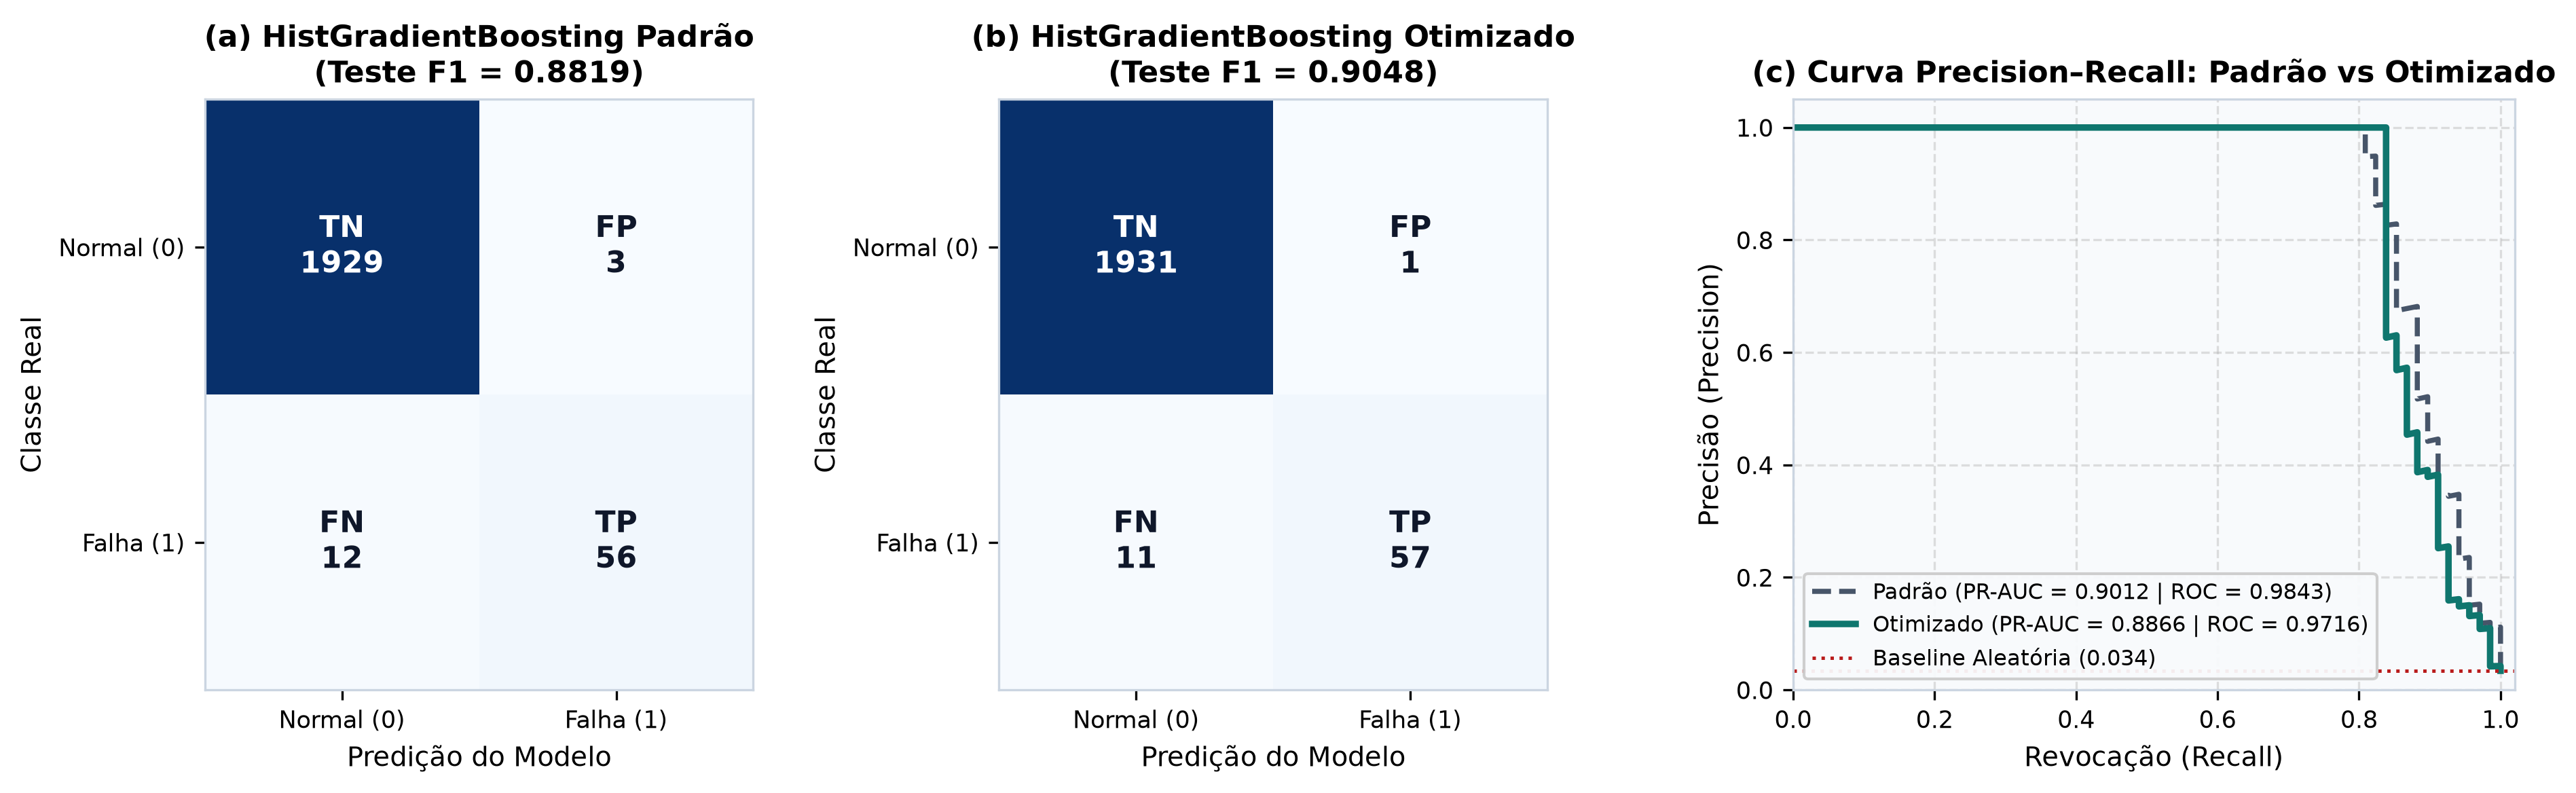 (a) HistGradientBoosting Padrão
(Teste F1 = 0.8819)
Classe Real
Normal (0)
Falha (1)
TN
1929
FP
3
FN
12
TP
56
Normal (0)
Falha (1)
Predição do Modelo
(b) HistGradientBoosting Otimizado
(Teste F1 = 0.9048)
Classe Real
Normal (0)
Falha (1)
TN
1931
FP
1
FN
11
TP
57
Normal (0)
Falha (1)
Predição do Modelo
(c) Curva Precision–Recall: Padrão vs Otimizado
Precisão (Precision)
1.0
0.8
0.6
0.4
0.2
0.0
Padrão (PR-AUC = 0.9012 | ROC = 0.9843)
Otimizado (PR-AUC = 0.8866 | ROC = 0.9716)
Baseline Aleatória (0.034)
0.0
0.2
0.4
0.6
0.8
1.0
Revocação (Recall)